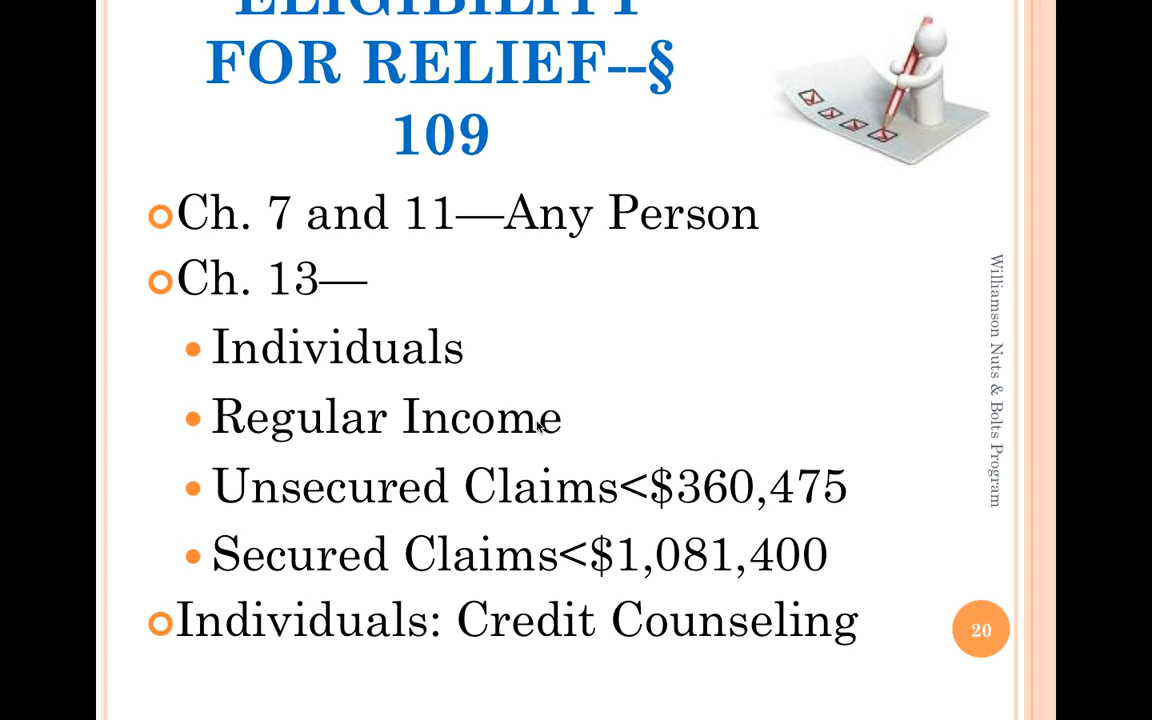 ELIGIBILITY
FOR RELIEF--§
109
Ch. 7 and 11—Any Person
Ch. 13—
Individuals
Regular Income
Unsecured Claims<$360,475
Secured Claims<$1,081,400
Individuals: Credit Counseling
Williamson Nuts & Bolts Program
20